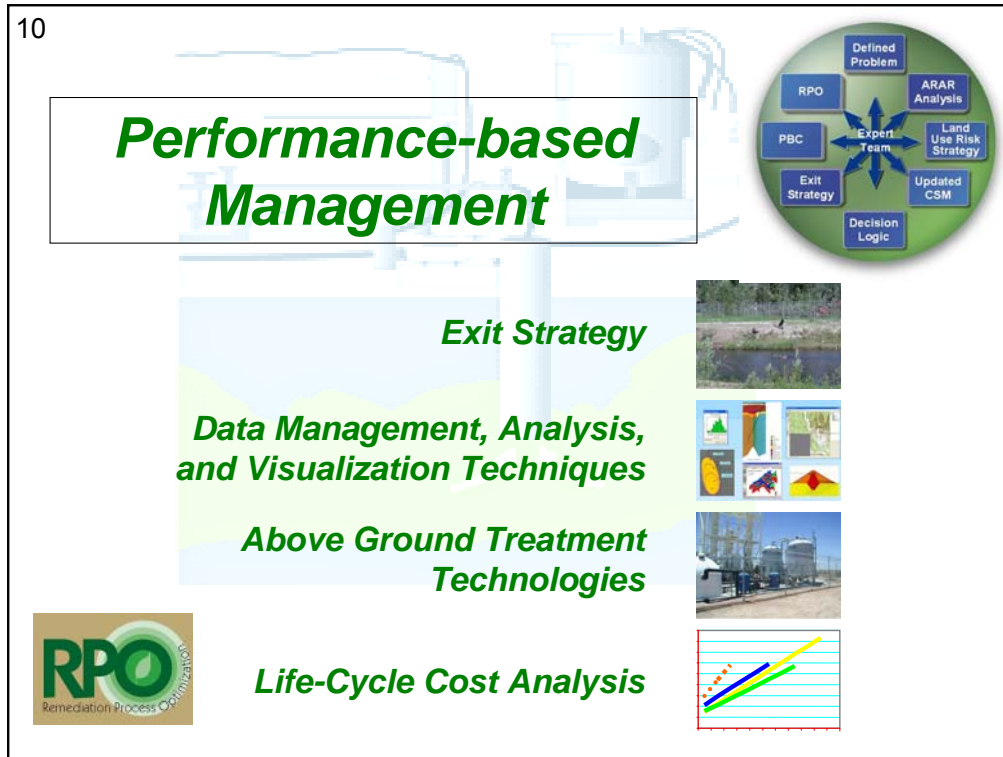 10
Performance-based
Management
Defined
Problem
RPO
ARAR
Analysis
PBC
Expert
Team
Land
Use Risk
Strategy
Exit
Strategy
Updated
CSM
Decision
Logic
Exit Strategy
Data Management, Analysis,
and Visualization Techniques
Above Ground Treatment
Technologies
Life-Cycle Cost Analysis
RPO
Remediation Process Optimization